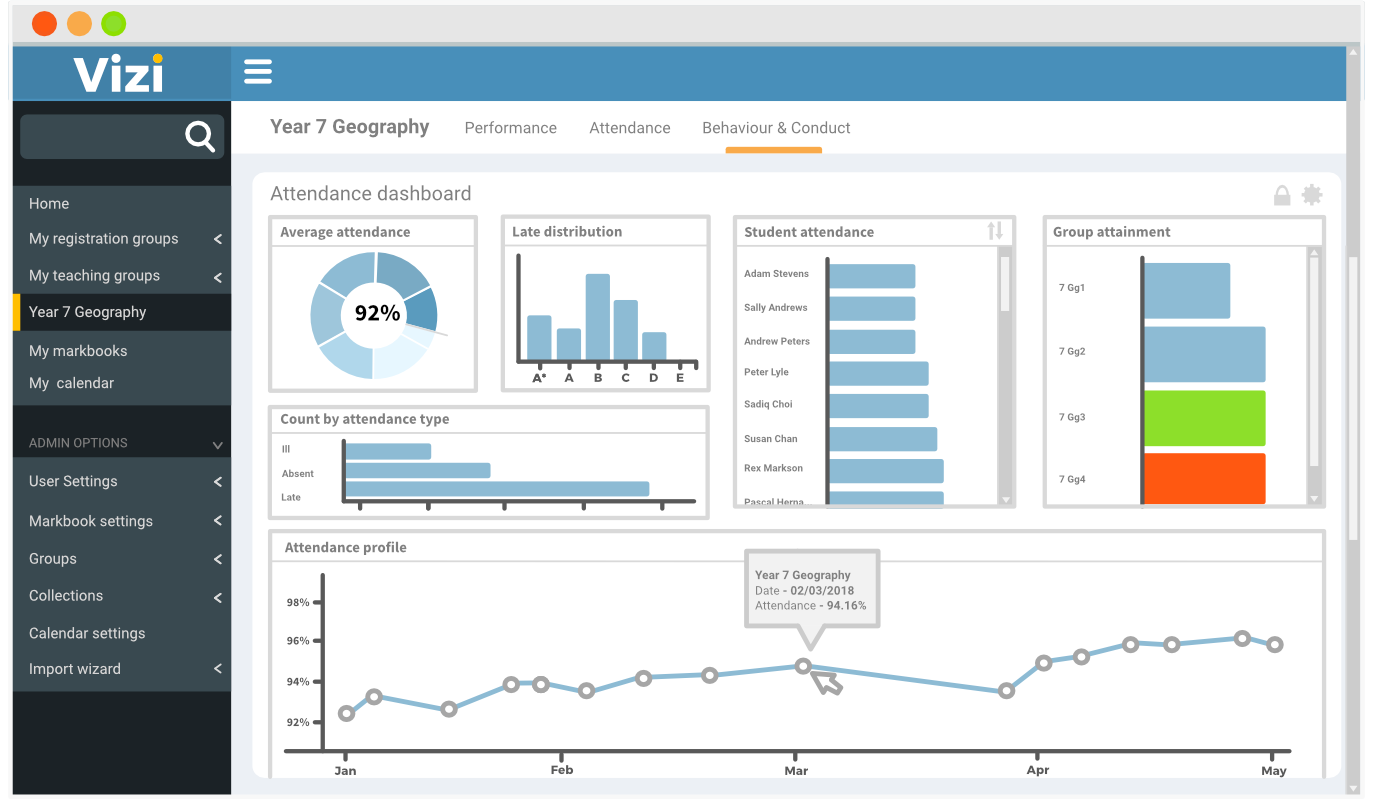 Vizi
Year 7 Geography
Performance
Attendance
Behaviour & Conduct
Home
My registration groups
My teaching groups
Year 7 Geography
My markbooks
My calendar
ADMIN OPTIONS
User Settings
Markbook settings
Groups
Collections
Calendar settings
Import wizard
Attendance dashboard
Average attendance
92%
Late distribution
A* A B C D E
Count by attendance type
Ill
Absent
Late
Student attendance
Adam Stevens
Sally Andrews
Andrew Peters
Peter Lyle
Sadiq Choi
Susan Chan
Rex Markson
Pascal Herna
Group attainment
7 Gg1
7 Gg2
7 Gg3
7 Gg4
Attendance profile
Year 7 Geography
Date - 02/03/2018
Attendance - 94.16%
98%
96%
94%
92%
Jan Feb Mar Apr May